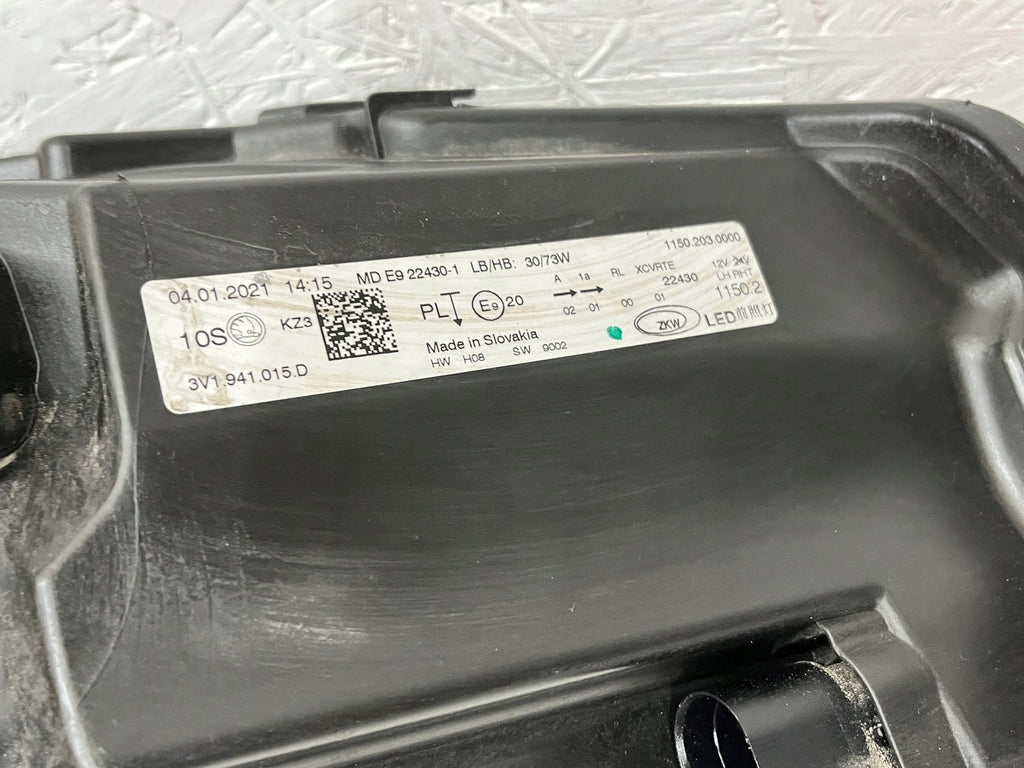 04.01.2021 14:15 MD E9 22430-1 LB/HB: 30/73W 1150.203.0000
10S KZ3 PL E9 20 A 1a RL XCVRTE 12V 24V
02 01 00 01 22430 LH RHT
Made in Slovakia ZKW 1150.2
HW H08 SW 9002 LED前照灯
3V1.941.015.D